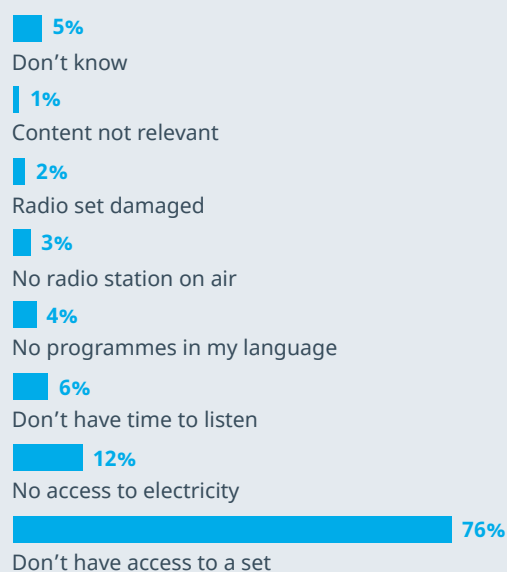 5%
Don’t know
1%
Content not relevant
2%
Radio set damaged
3%
No radio station on air
4%
No programmes in my language
6%
Don’t have time to listen
12%
No access to electricity
76%
Don’t have access to a set